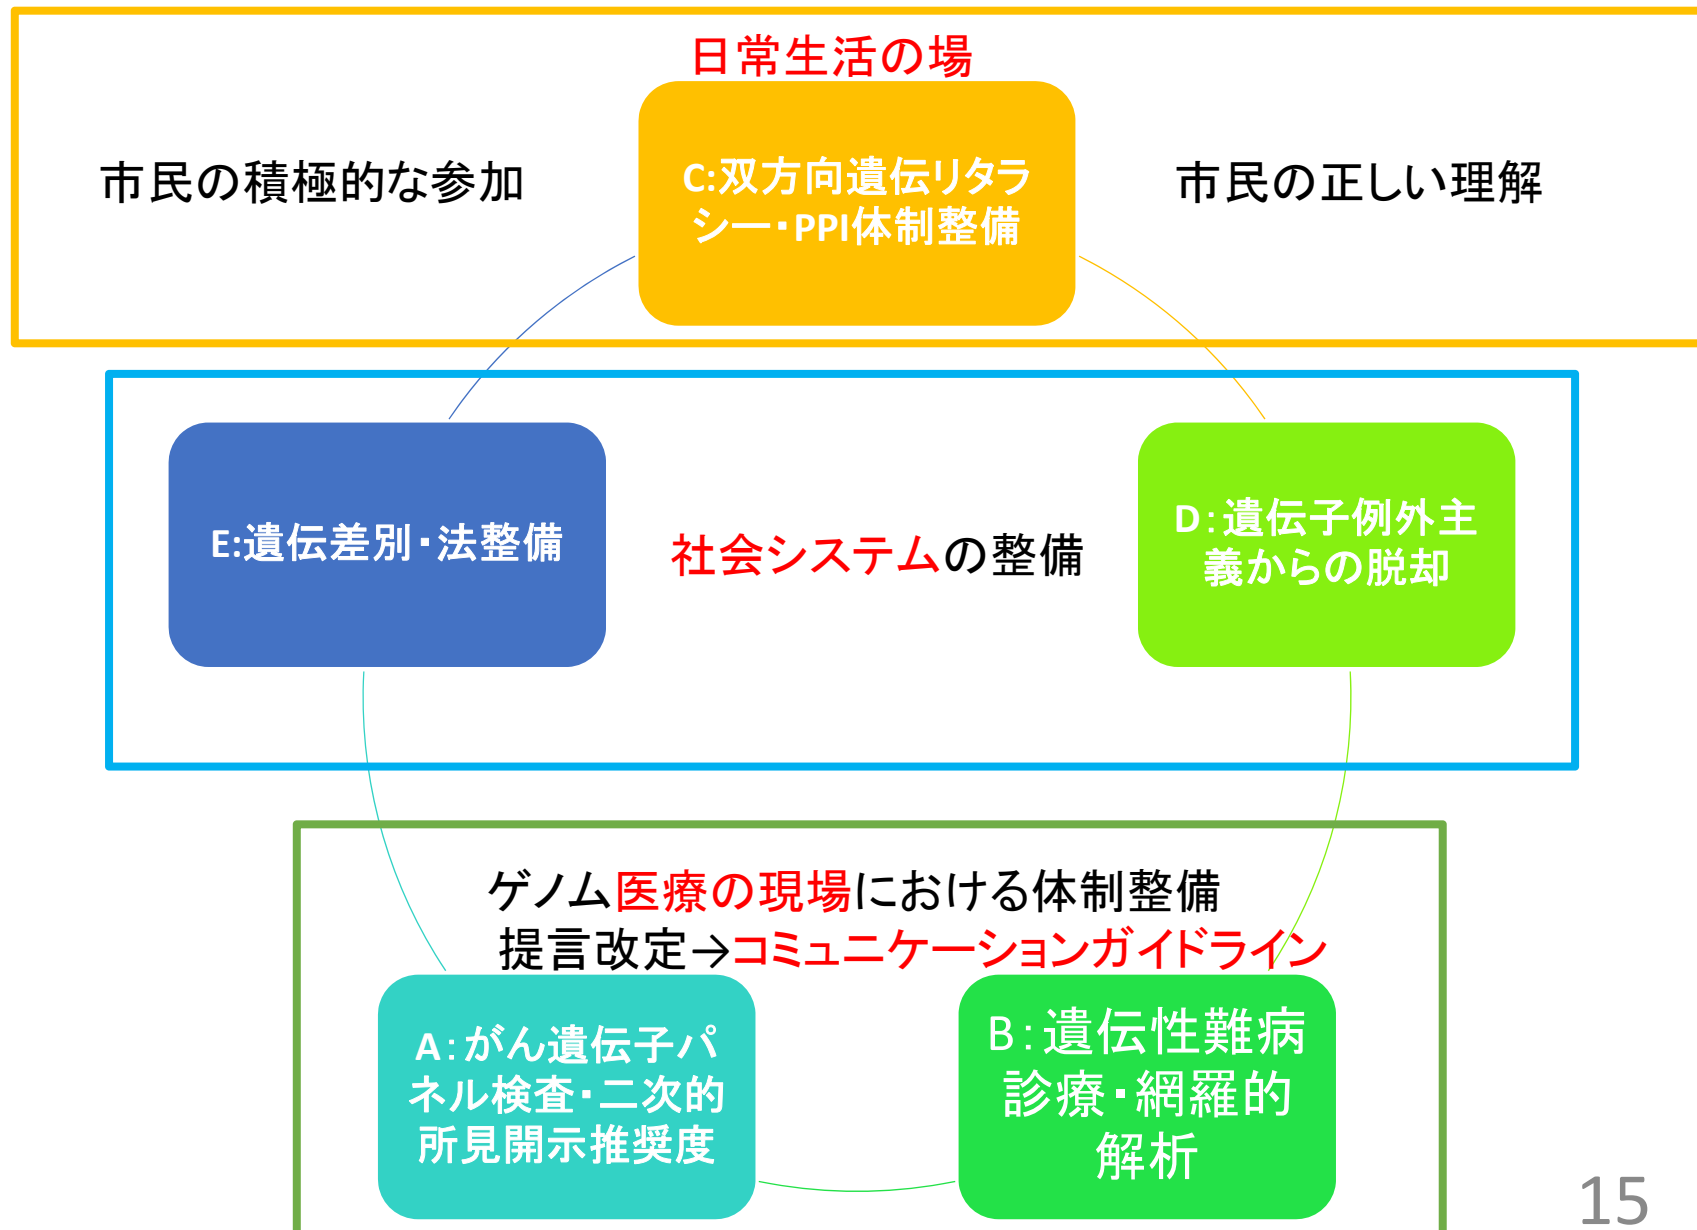 日常生活の場
市民の積極的な参加
C:双方向遺伝リタラ
シー・PPI体制整備
市民の正しい理解
E:遺伝差別・法整備
社会システムの整備
D：遺伝子例外主
義からの脱却
ゲノム医療の現場における体制整備
提言改定→コミュニケーションガイドライン
A：がん遺伝子パ
ネル検査・二次的
所見開示推奨度
B：遺伝性難病
診療・網羅的
解析
15